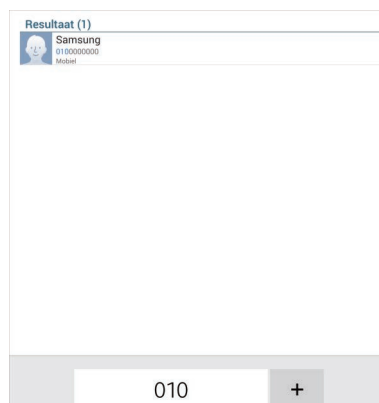 Resultaat (1)
Samsung
0100000000
Mobiel
010 +